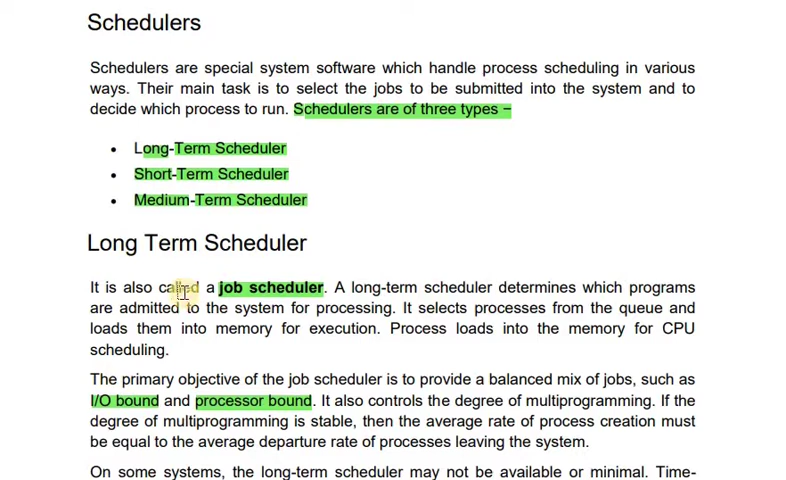 Schedulers
Schedulers are special system software which handle process scheduling in various
ways. Their main task is to select the jobs to be submitted into the system and to
decide which process to run. Schedulers are of three types −
• Long-Term Scheduler
• Short-Term Scheduler
• Medium-Term Scheduler
Long Term Scheduler
It is also called a job scheduler. A long-term scheduler determines which programs
are admitted to the system for processing. It selects processes from the queue and
loads them into memory for execution. Process loads into the memory for CPU
scheduling.
The primary objective of the job scheduler is to provide a balanced mix of jobs, such as
I/O bound and processor bound. It also controls the degree of multiprogramming. If the
degree of multiprogramming is stable, then the average rate of process creation must
be equal to the average departure rate of processes leaving the system.
On some systems, the long-term scheduler may not be available or minimal. Time-